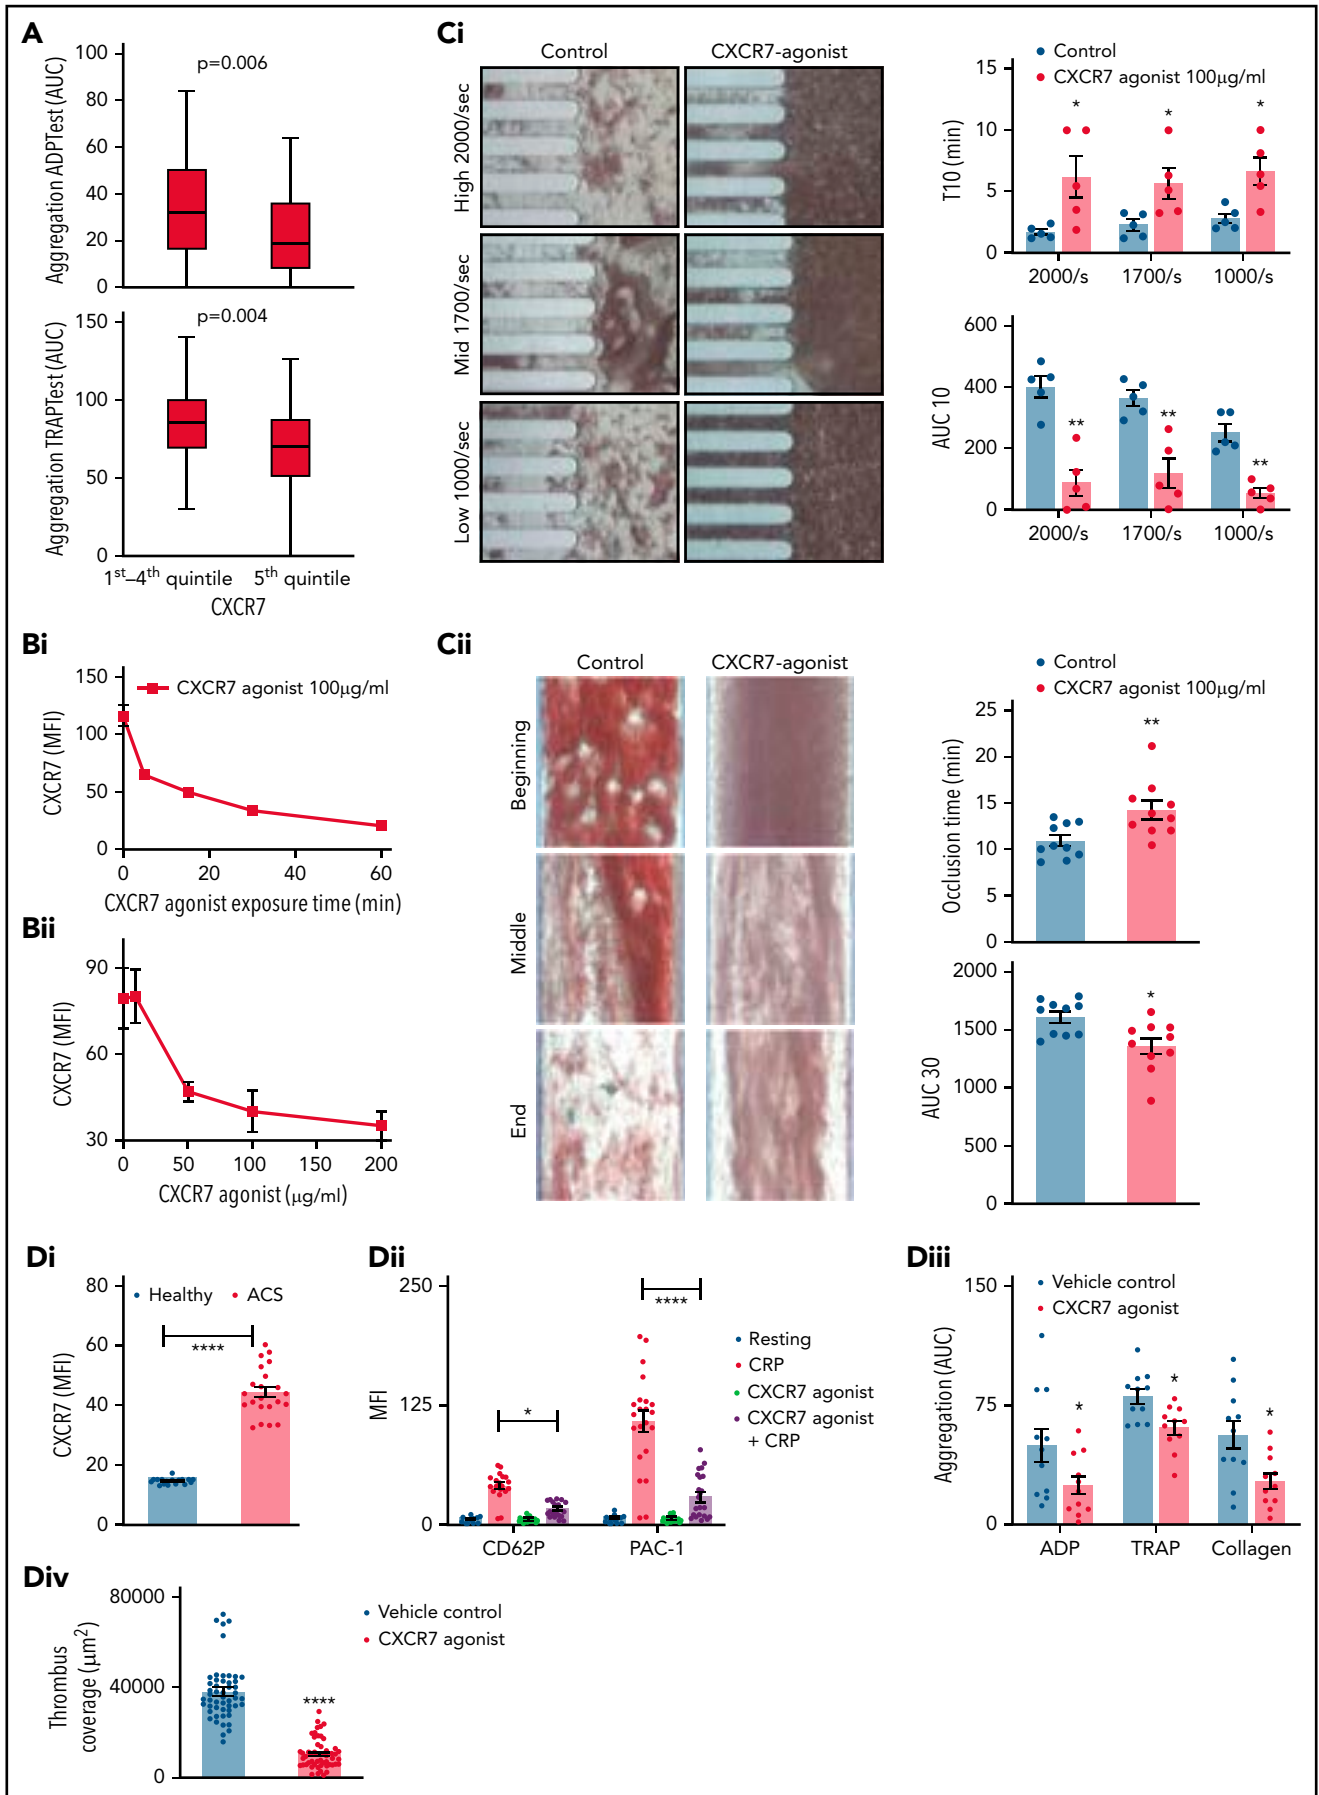 A
100
80
60
40
20
0
Aggregation ADPTest (AUC)
p=0.006
150
100
50
0
Aggregation TRAPTest (AUC)
p=0.004
1st–4th quintile
5th quintile
CXCR7
Bi
150
100
50
0
CXCR7 (MFI)
CXCR7 agonist 100μg/ml
0 20 40 60
CXCR7 agonist exposure time (min)
Bii
90
60
30
CXCR7 (MFI)
0 50 100 150 200
CXCR7 agonist (μg/ml)
Ci
Control
CXCR7-agonist
High 2000/sec
Mid 1700/sec
Low 1000/sec
Control
CXCR7 agonist 100μg/ml
15
10
5
0
T10 (min)
* * *
2000/s 1700/s 1000/s
600
400
200
0
AUC 10
** ** **
2000/s 1700/s 1000/s
Cii
Control
CXCR7-agonist
Beginning
Middle
End
Control
CXCR7 agonist 100μg/ml
25
20
15
10
5
0
Occlusion time (min)
**
2000
1500
1000
500
0
AUC 30
*
Di
80
60
40
20
0
CXCR7 (MFI)
Healthy
ACS
****
Dii
250
125
0
MFI
*
****
CD62P
PAC-1
Resting
CRP
CXCR7 agonist
CXCR7 agonist
+ CRP
Diii
150
75
0
Aggregation (AUC)
Vehicle control
CXCR7 agonist
* * *
ADP TRAP Collagen
Div
80000
40000
0
Thrombus
coverage (μm2)
****
Vehicle control
CXCR7 agonist